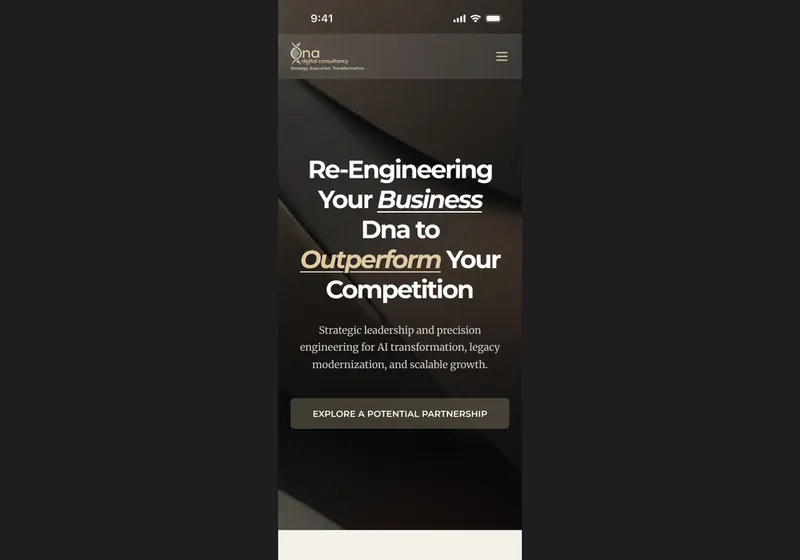 9:41
Dna
digital consultancy
Strategy. Execution. Transformation.
Re-Engineering
Your Business
Dna to
Outperform Your
Competition
Strategic leadership and precision
engineering for AI transformation, legacy
modernization, and scalable growth.
EXPLORE A POTENTIAL PARTNERSHIP